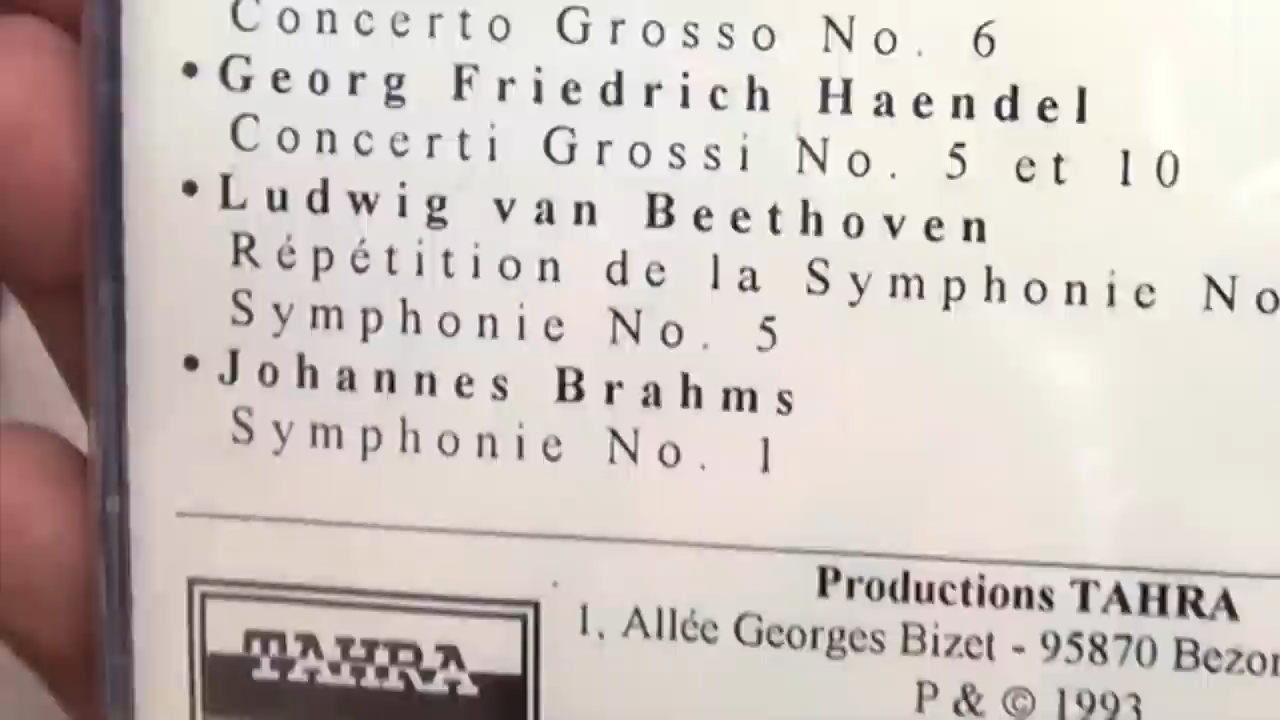 Concerto Grosso No. 6
• Georg Friedrich Haendel
Concerti Grossi No. 5 et 10
• Ludwig van Beethoven
Répétition de la Symphonie No
Symphonie No. 5
• Johannes Brahms
Symphonie No. 1
Productions TAHRA
1, Allée Georges Bizet - 95870 Bezon
P & © 1993
TAHRA